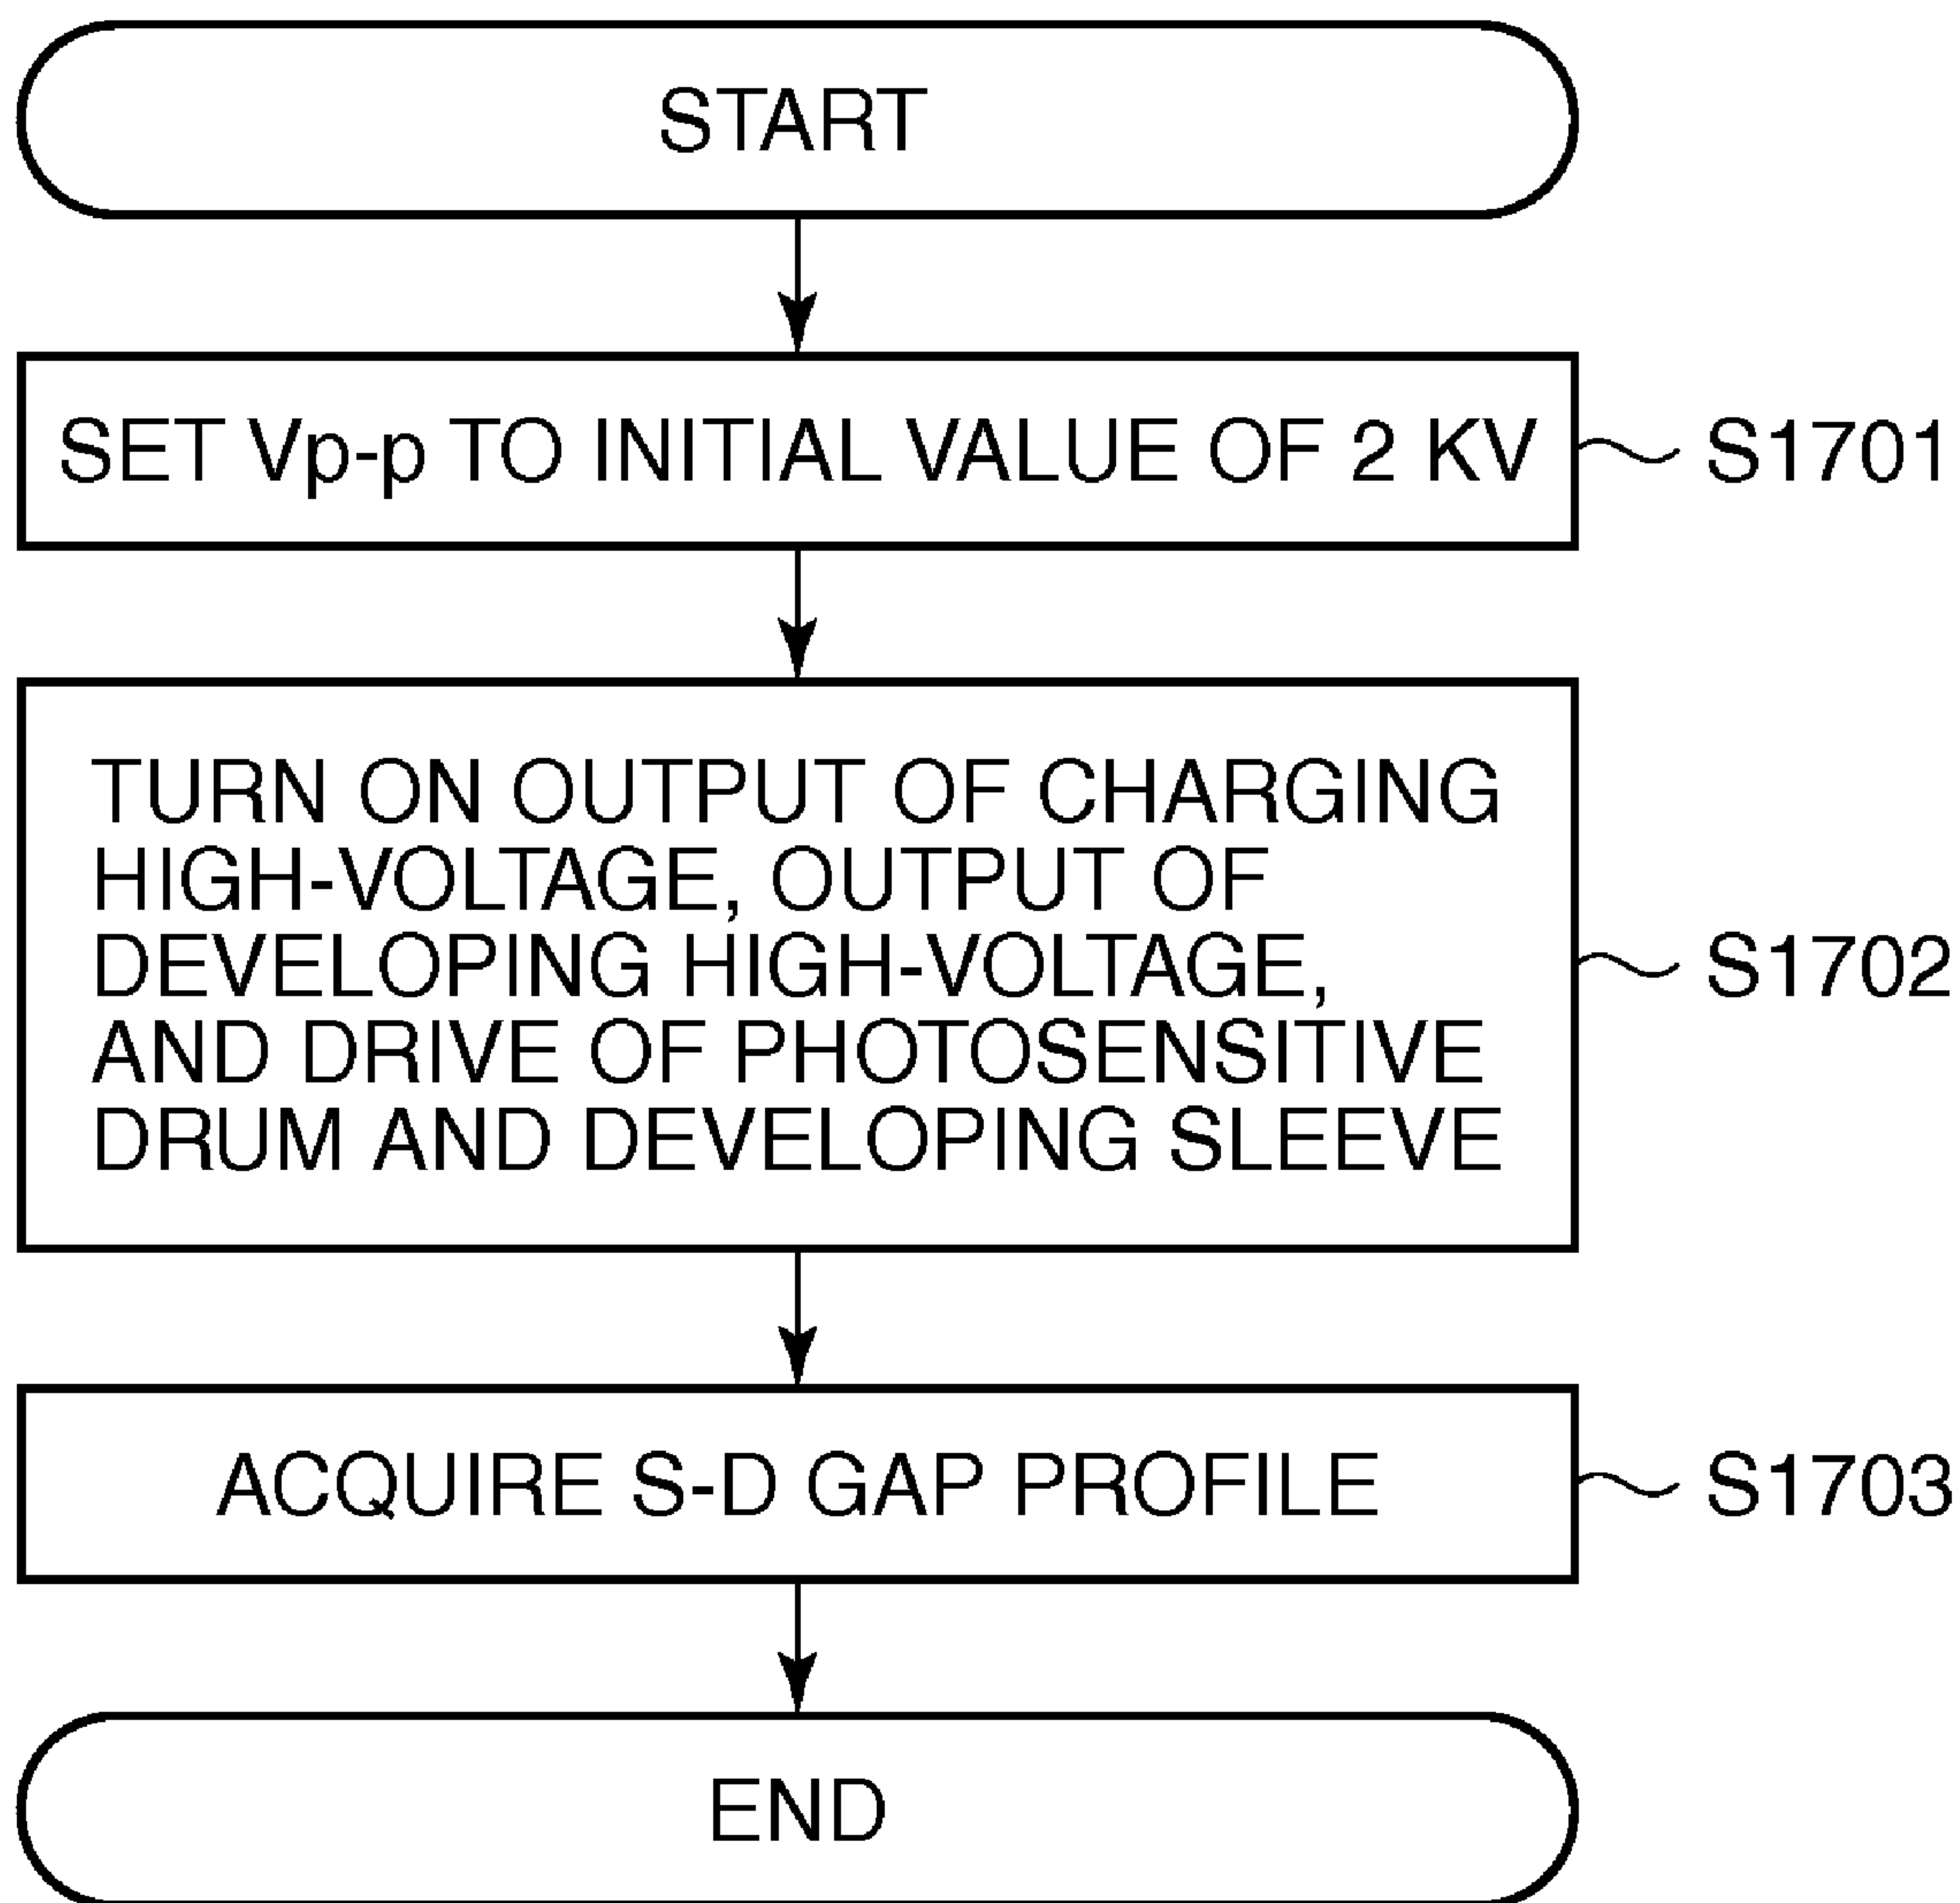 START
SET Vp-p TO INITIAL VALUE OF 2 KV
S1701
TURN ON OUTPUT OF CHARGING
HIGH-VOLTAGE, OUTPUT OF
DEVELOPING HIGH-VOLTAGE,
AND DRIVE OF PHOTOSENSITIVE
DRUM AND DEVELOPING SLEEVE
S1702
ACQUIRE S-D GAP PROFILE
S1703
END